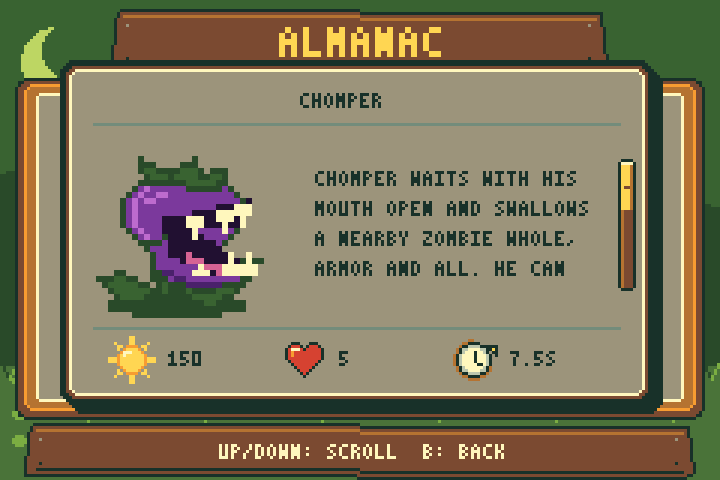 ALMANAC
CHOMPER
CHOMPER WAITS WITH HIS
MOUTH OPEN AND SWALLOWS
A NEARBY ZOMBIE WHOLE,
ARMOR AND ALL. HE CAN
150
5
7.5S
UP/DOWN: SCROLL B: BACK